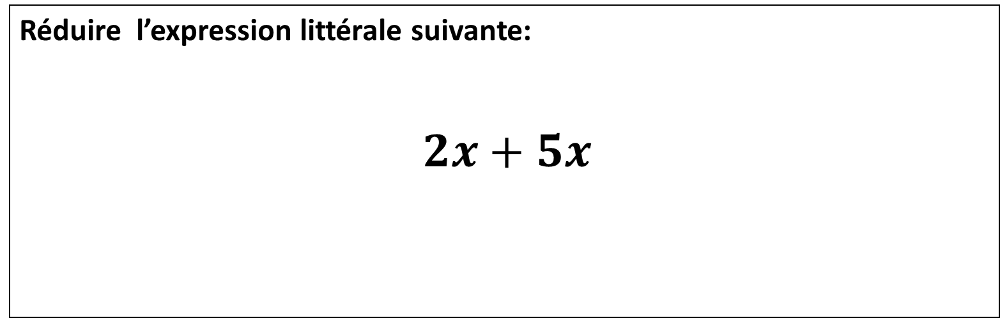 Réduire  l’expression littérale suivante:
2x + 5x